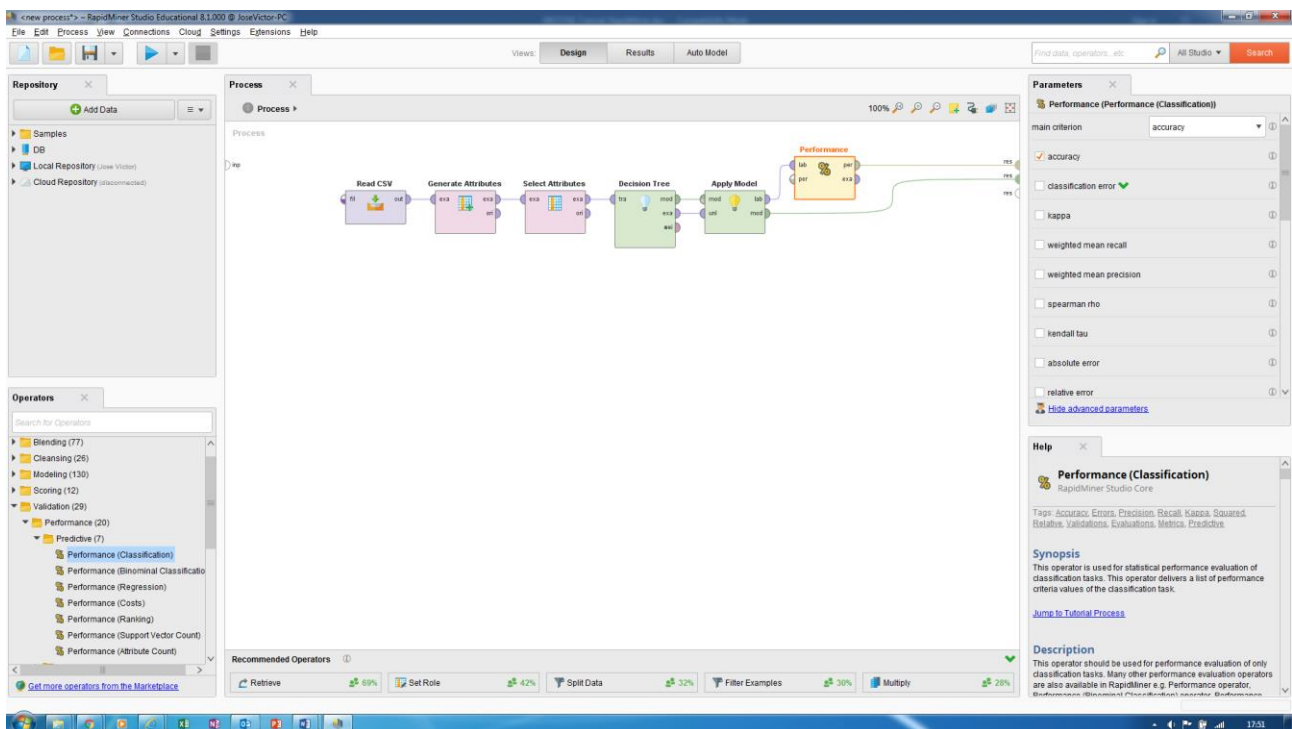 <new process*> – RapidMiner Studio Educational 8.1.000 @ JoseVictor-PC
File Edit Process View Connections Cloud Settings Extensions Help
Views: Design Results Auto Model
Find data, operators...etc All Studio Search
Repository
Add Data
Samples
DB
Local Repository (Jose Victor)
Cloud Repository (disconnected)
Operators
Search for Operators
Blending (77)
Cleansing (26)
Modeling (130)
Scoring (12)
Validation (29)
Performance (20)
Predictive (7)
Performance (Classification)
Performance (Binominal Classificatio
Performance (Regression)
Performance (Costs)
Performance (Ranking)
Performance (Support Vector Count)
Performance (Attribute Count)
Get more operators from the Marketplace
Process
Process
100%
Process
inp
Read CSV
fil out
Generate Attributes
exa exa
ori
Select Attributes
exa exa
ori
Decision Tree
tra mod
exa
Apply Model
mod lab
unl mod
Performance
lab per
per exa
res
res
res
Recommended Operators
Retrieve 69% Set Role 42% Split Data 32% Filter Examples 30% Multiply 28%
Parameters
Performance (Performance (Classification))
main criterion accuracy
accuracy
classification error
kappa
weighted mean recall
weighted mean precision
spearman rho
kendall tau
absolute error
relative error
Hide advanced parameters
Help
Performance (Classification)
RapidMiner Studio Core
Tags: Accuracy, Errors, Precision, Recall, Kappa, Squared,
Relative, Validations, Evaluations, Metrics, Predictive
Synopsis
This operator is used for statistical performance evaluation of
classification tasks. This operator delivers a list of performance
criteria values of the classification task.
Jump to Tutorial Process
Description
This operator should be used for performance evaluation of only
classification tasks. Many other performance evaluation operators
are also available in RapidMiner e.g. Performance operator,
Performance (Binominal Classification) operator, Performance
17:51